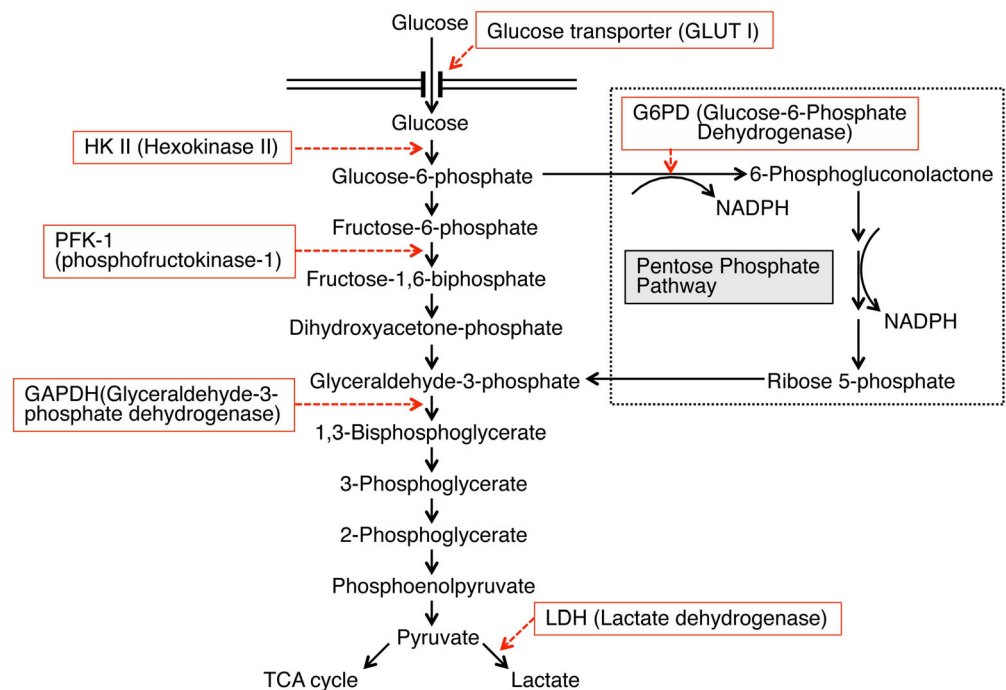 Glucose
Glucose transporter (GLUT I)
Glucose
HK II (Hexokinase II)
G6PD (Glucose-6-Phosphate
Dehydrogenase)
Glucose-6-phosphate
6-Phosphogluconolactone
NADPH
Fructose-6-phosphate
PFK-1
(phosphofructokinase-1)
Fructose-1,6-biphosphate
Pentose Phosphate
Pathway
NADPH
Dihydroxyacetone-phosphate
Glyceraldehyde-3-phosphate
Ribose 5-phosphate
GAPDH(Glyceraldehyde-3-
phosphate dehydrogenase)
1,3-Bisphosphoglycerate
3-Phosphoglycerate
2-Phosphoglycerate
Phosphoenolpyruvate
LDH (Lactate dehydrogenase)
Pyruvate
TCA cycle
Lactate